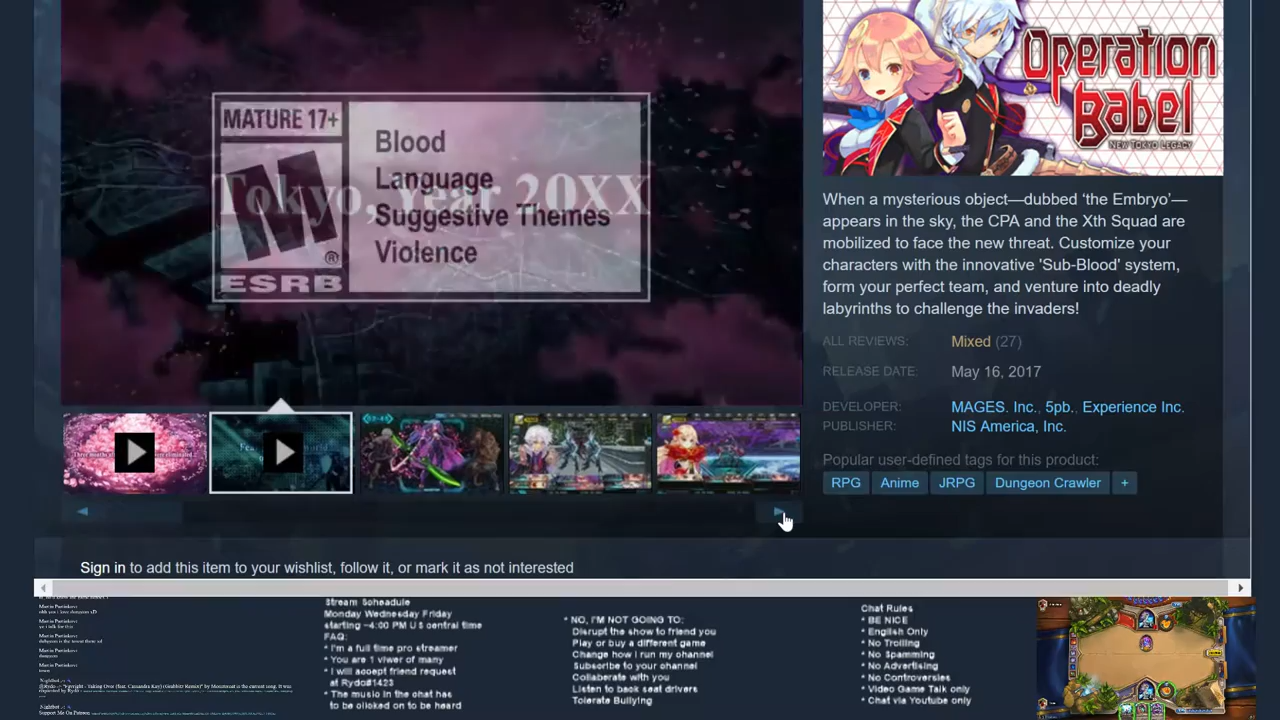 MATURE 17+
M
®
ESRB
Blood
Language
Suggestive Themes
Violence
Tokyo, Year 20XX
Operation
Babel
NEW TOKYO LEGACY
When a mysterious object—dubbed ‘the Embryo’—
appears in the sky, the CPA and the Xth Squad are
mobilized to face the new threat. Customize your
characters with the innovative 'Sub-Blood' system,
form your perfect team, and venture into deadly
labyrinths to challenge the invaders!
ALL REVIEWS: Mixed (27)
RELEASE DATE: May 16, 2017
DEVELOPER: MAGES. Inc., 5pb., Experience Inc.
PUBLISHER: NIS America, Inc.
Popular user-defined tags for this product:
RPG Anime JRPG Dungeon Crawler +
Sign in to add this item to your wishlist, follow it, or mark it as not interested
Stream Scheadule
Monday Wednesday Friday
starting ~4:00 PM US central time
FAQ:
* I'm a full time pro streamer
* You are 1 viwer of many
* I will accept friend request
at Rydo#1423
* The music in the chat has
to be clicked on to be heard
* NO, I'M NOT GOING TO:
Disrupt the show to friend you
Play or buy a different game
Change how I run my channel
Subscribe to your channel
Collaborate with you
Listen to back seat drivers
Tolerate Bullying
Chat Rules
* BE NICE
* English Only
* No Trolling
* No Spamming
* No Advertising
* No Controversies
* Video Game Talk only
* Chat via Youtube only